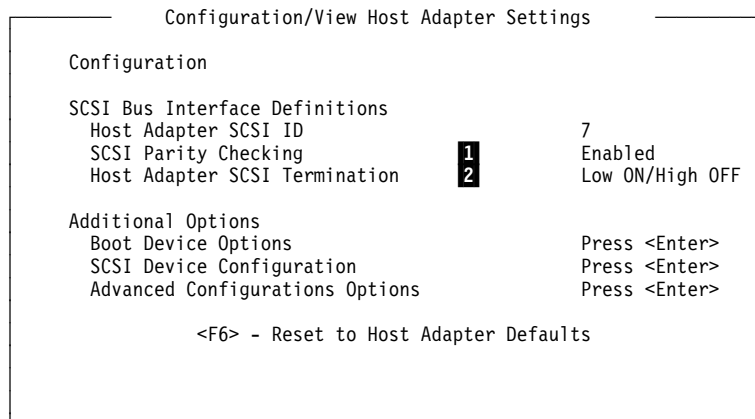 Configuration/View Host Adapter Settings
Configuration
SCSI Bus Interface Definitions
Host Adapter SCSI ID 7
SCSI Parity Checking 1 Enabled
Host Adapter SCSI Termination 2 Low ON/High OFF
Additional Options
Boot Device Options Press <Enter>
SCSI Device Configuration Press <Enter>
Advanced Configurations Options Press <Enter>
<F6> - Reset to Host Adapter Defaults